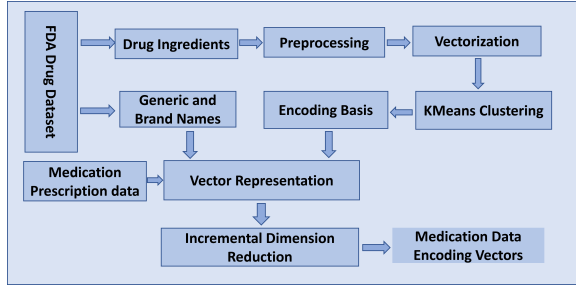 FDA Drug Dataset
Drug Ingredients
Preprocessing
Vectorization
Generic and
Brand Names
Encoding Basis
KMeans Clustering
Medication
Prescription data
Vector Representation
Incremental Dimension
Reduction
Medication Data
Encoding Vectors